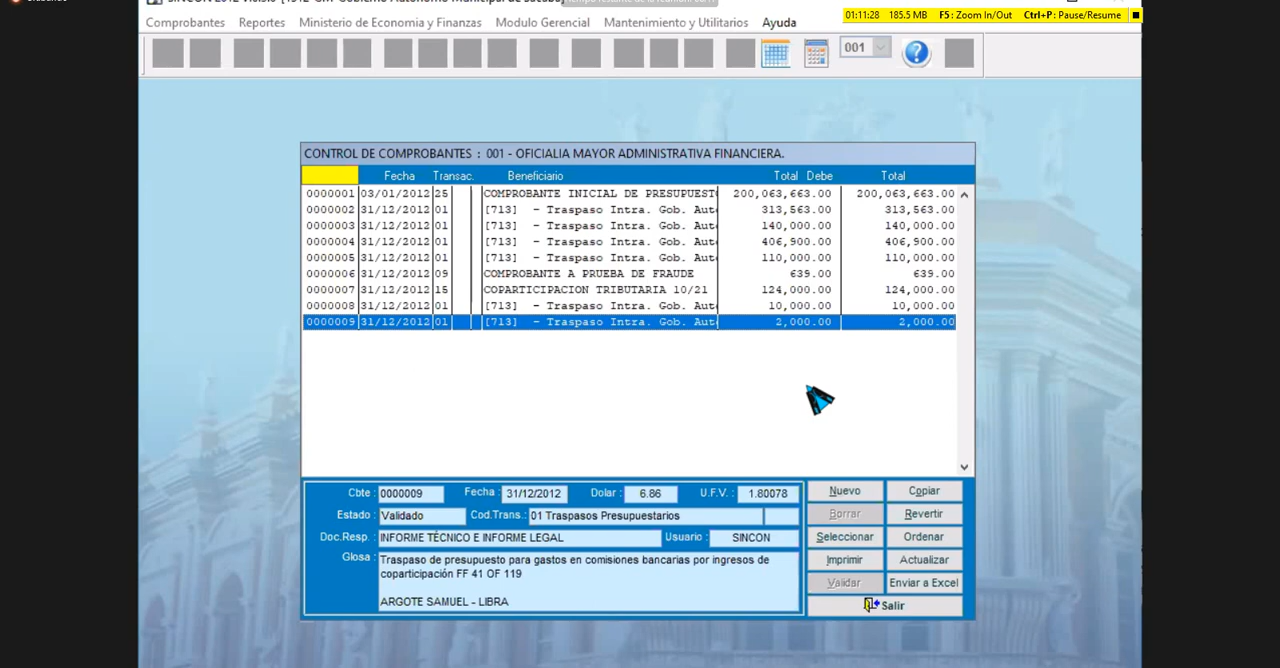 01:11:28 185.5 MB F5: Zoom In/Out Ctrl+P: Pause/Resume
Comprobantes Reportes Ministerio de Economia y Finanzas Modulo Gerencial Mantenimiento y Utilitarios Ayuda
001
CONTROL DE COMPROBANTES : 001 - OFICIALIA MAYOR ADMINISTRATIVA FINANCIERA.
Fecha Transac. Beneficiario Total Debe Total
0000001 03/01/2012 25 COMPROBANTE INICIAL DE PRESUPUESTO 200,063,663.00 200,063,663.00
0000002 31/12/2012 01 [713] - Traspaso Intra. Gob. Aut 313,563.00 313,563.00
0000003 31/12/2012 01 [713] - Traspaso Intra. Gob. Aut 140,000.00 140,000.00
0000004 31/12/2012 01 [713] - Traspaso Intra. Gob. Aut 406,900.00 406,900.00
0000005 31/12/2012 01 [713] - Traspaso Intra. Gob. Aut 110,000.00 110,000.00
0000006 31/12/2012 09 COMPROBANTE A PRUEBA DE FRAUDE 639.00 639.00
0000007 31/12/2012 15 COPARTICIPACION TRIBUTARIA 10/21 124,000.00 124,000.00
0000008 31/12/2012 01 [713] - Traspaso Intra. Gob. Aut 10,000.00 10,000.00
0000009 31/12/2012 01 [713] - Traspaso Intra. Gob. Aut 2,000.00 2,000.00
Cbte : 0000009 Fecha : 31/12/2012 Dolar : 6.86 U.F.V. : 1.80078
Estado : Validado Cod.Trans. : 01 Traspasos Presupuestarios
Doc.Resp. : INFORME TÈCNICO E INFORME LEGAL Usuario : SINCON
Glosa : Traspaso de presupuesto para gastos en comisiones bancarias por ingresos de
coparticipación FF 41 OF 119
ARGOTE SAMUEL - LIBRA
Nuevo Copiar
Borrar Revertir
Seleccionar Ordenar
Imprimir Actualizar
Validar Enviar a Excel
Salir